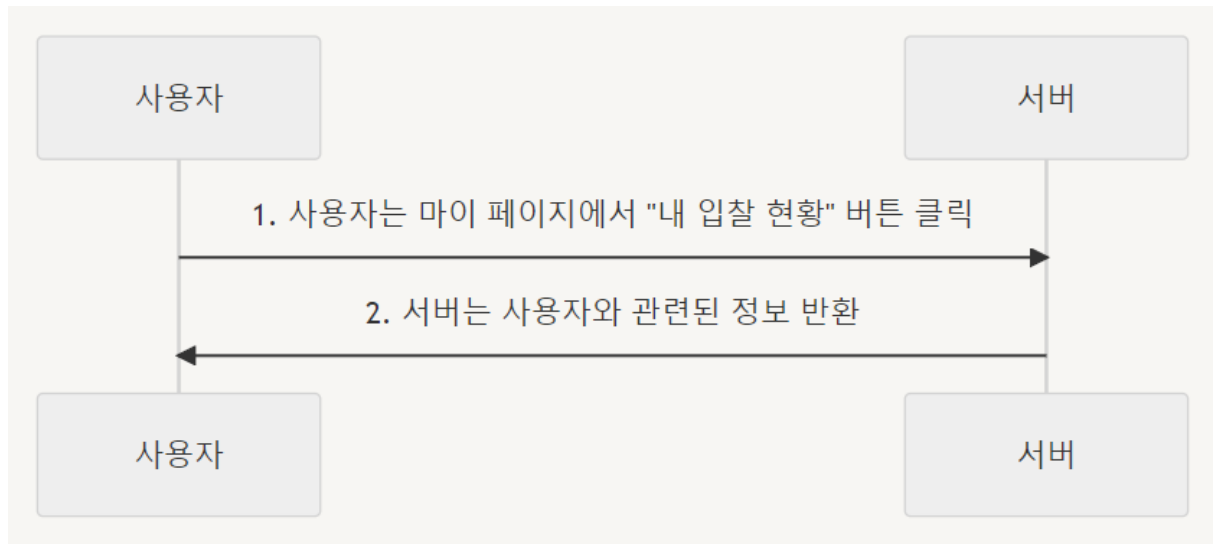 사용자
서버
1. 사용자는 마이 페이지에서 "내 입찰 현황" 버튼 클릭
2. 서버는 사용자와 관련된 정보 반환
사용자
서버